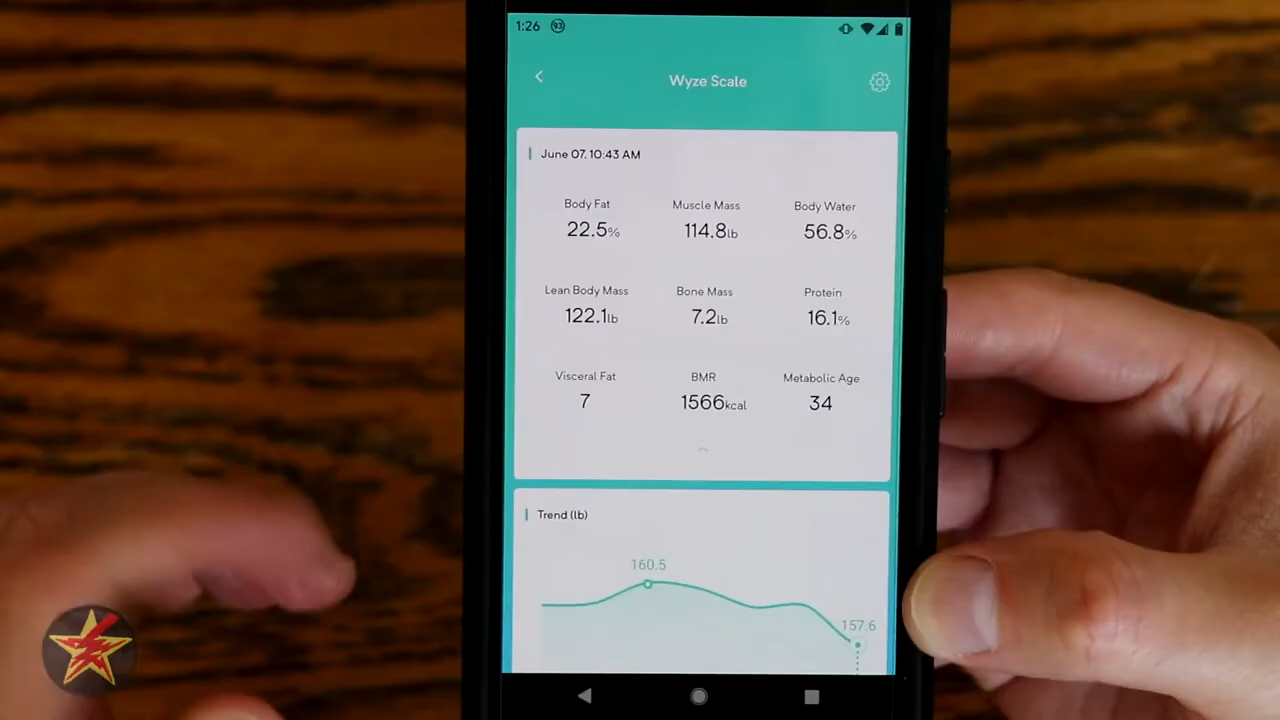 1:26 93
Wyze Scale
June 07, 10:43 AM
Body Fat Muscle Mass Body Water
22.5% 114.8lb 56.8%
Lean Body Mass Bone Mass Protein
122.1lb 7.2lb 16.1%
Visceral Fat BMR Metabolic Age
7 1566kcal 34
Trend (lb)
160.5
157.6